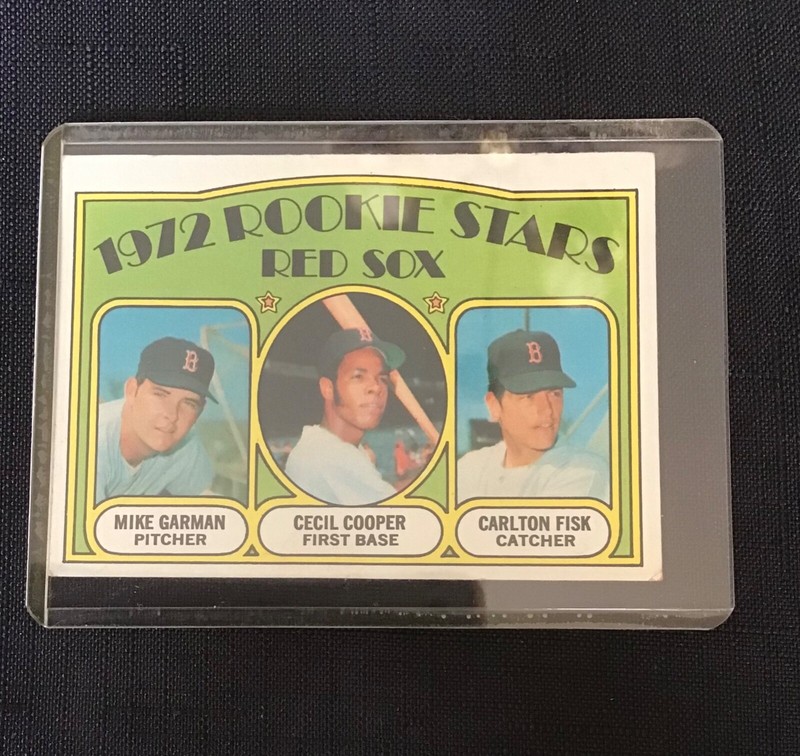 1972 ROOKIE STARS
RED SOX
B
B
B
MIKE GARMAN
PITCHER
CECIL COOPER
FIRST BASE
CARLTON FISK
CATCHER